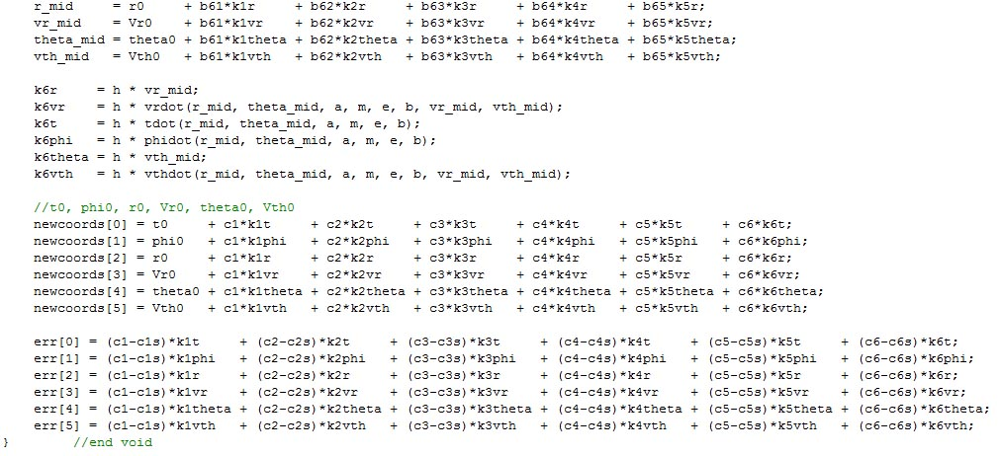 r_mid     = r0     + b61*k1r     + b62*k2r     + b63*k3r     + b64*k4r     + b65*k5r;
vr_mid    = Vr0    + b61*k1vr    + b62*k2vr    + b63*k3vr    + b64*k4vr    + b65*k5vr;
theta_mid = theta0 + b61*k1theta + b62*k2theta + b63*k3theta + b64*k4theta + b65*k5theta;
vth_mid   = Vth0   + b61*k1vth   + b62*k2vth   + b63*k3vth   + b64*k4vth   + b65*k5vth;
k6r     = h * vr_mid;
k6vr    = h * vrdot(r_mid, theta_mid, a, m, e, b, vr_mid, vth_mid);
k6t     = h * tdot(r_mid, theta_mid, a, m, e, b);
k6phi   = h * phidot(r_mid, theta_mid, a, m, e, b);
k6theta = h * vth_mid;
k6vth   = h * vthdot(r_mid, theta_mid, a, m, e, b, vr_mid, vth_mid);
//t0, phi0, r0, Vr0, theta0, Vth0
newcoords[0] = t0     + c1*k1t     + c2*k2t     + c3*k3t     + c4*k4t     + c5*k5t     + c6*k6t;
newcoords[1] = phi0   + c1*k1phi   + c2*k2phi   + c3*k3phi   + c4*k4phi   + c5*k5phi   + c6*k6phi;
newcoords[2] = r0     + c1*k1r     + c2*k2r     + c3*k3r     + c4*k4r     + c5*k5r     + c6*k6r;
newcoords[3] = Vr0    + c1*k1vr    + c2*k2vr    + c3*k3vr    + c4*k4vr    + c5*k5vr    + c6*k6vr;
newcoords[4] = theta0 + c1*k1theta + c2*k2theta + c3*k3theta + c4*k4theta + c5*k5theta + c6*k6theta;
newcoords[5] = Vth0   + c1*k1vth   + c2*k2vth   + c3*k3vth   + c4*k4vth   + c5*k5vth   + c6*k6vth;
err[0] = (c1-c1s)*k1t     + (c2-c2s)*k2t     + (c3-c3s)*k3t     + (c4-c4s)*k4t     + (c5-c5s)*k5t     + (c6-c6s)*k6t;
err[1] = (c1-c1s)*k1phi   + (c2-c2s)*k2phi   + (c3-c3s)*k3phi   + (c4-c4s)*k4phi   + (c5-c5s)*k5phi   + (c6-c6s)*k6phi;
err[2] = (c1-c1s)*k1r     + (c2-c2s)*k2r     + (c3-c3s)*k3r     + (c4-c4s)*k4r     + (c5-c5s)*k5r     + (c6-c6s)*k6r;
err[3] = (c1-c1s)*k1vr    + (c2-c2s)*k2vr    + (c3-c3s)*k3vr    + (c4-c4s)*k4vr    + (c5-c5s)*k5vr    + (c6-c6s)*k6vr;
err[4] = (c1-c1s)*k1theta + (c2-c2s)*k2theta + (c3-c3s)*k3theta + (c4-c4s)*k4theta + (c5-c5s)*k5theta + (c6-c6s)*k6theta;
err[5] = (c1-c1s)*k1vth   + (c2-c2s)*k2vth   + (c3-c3s)*k3vth   + (c4-c4s)*k4vth   + (c5-c5s)*k5vth   + (c6-c6s)*k6vth;
}       //end void